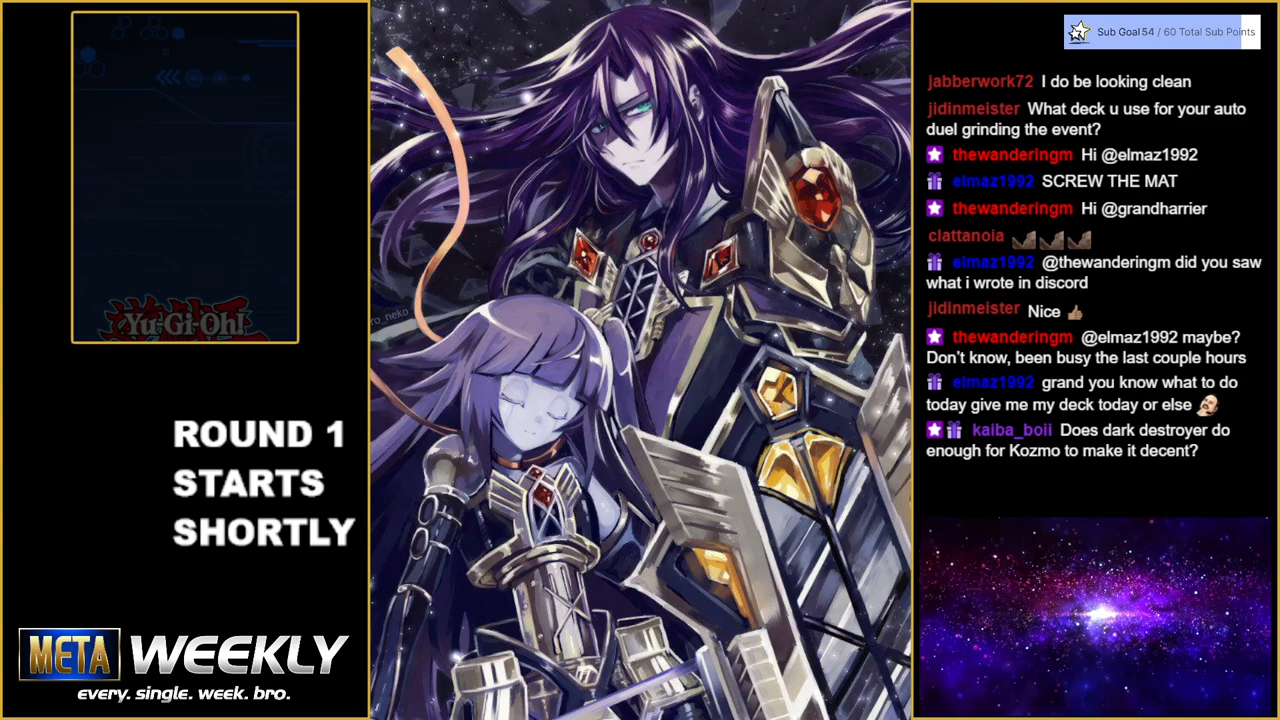 Yu-Gi-Oh!
ROUND 1
STARTS
SHORTLY
META WEEKLY
every. single. week. bro.
ro_neko
Sub Goal 54 / 60 Total Sub Points
jabberwork72 I do be looking clean
jidinmeister What deck u use for your auto
duel grinding the event?
thewanderingm Hi @elmaz1992
elmaz1992 SCREW THE MAT
thewanderingm Hi @grandharrier
clattanoia
elmaz1992 @thewanderingm did you saw
what i wrote in discord
jidinmeister Nice 👍
thewanderingm @elmaz1992 maybe?
Don't know, been busy the last couple hours
elmaz1992 grand you know what to do
today give me my deck today or else
kaiba_boii Does dark destroyer do
enough for Kozmo to make it decent?